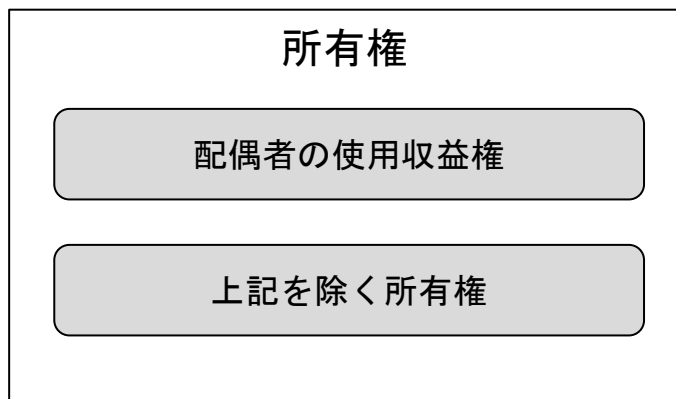 所有権
配偶者の使用収益権
上記を除く所有権